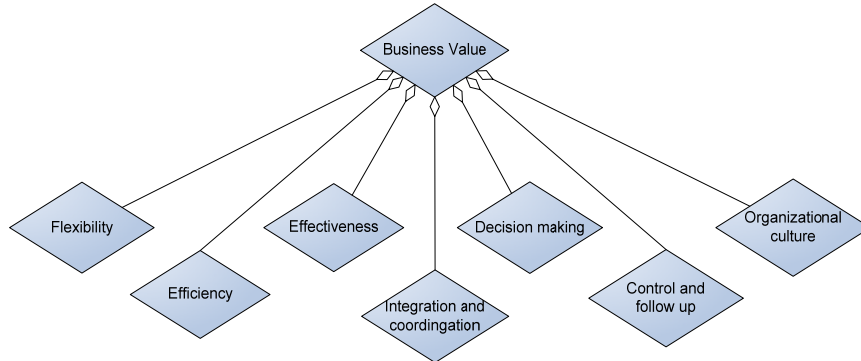 Business Value
Flexibility
Efficiency
Effectiveness
Integration and
coordingation
Decision making
Control and
follow up
Organizational
culture